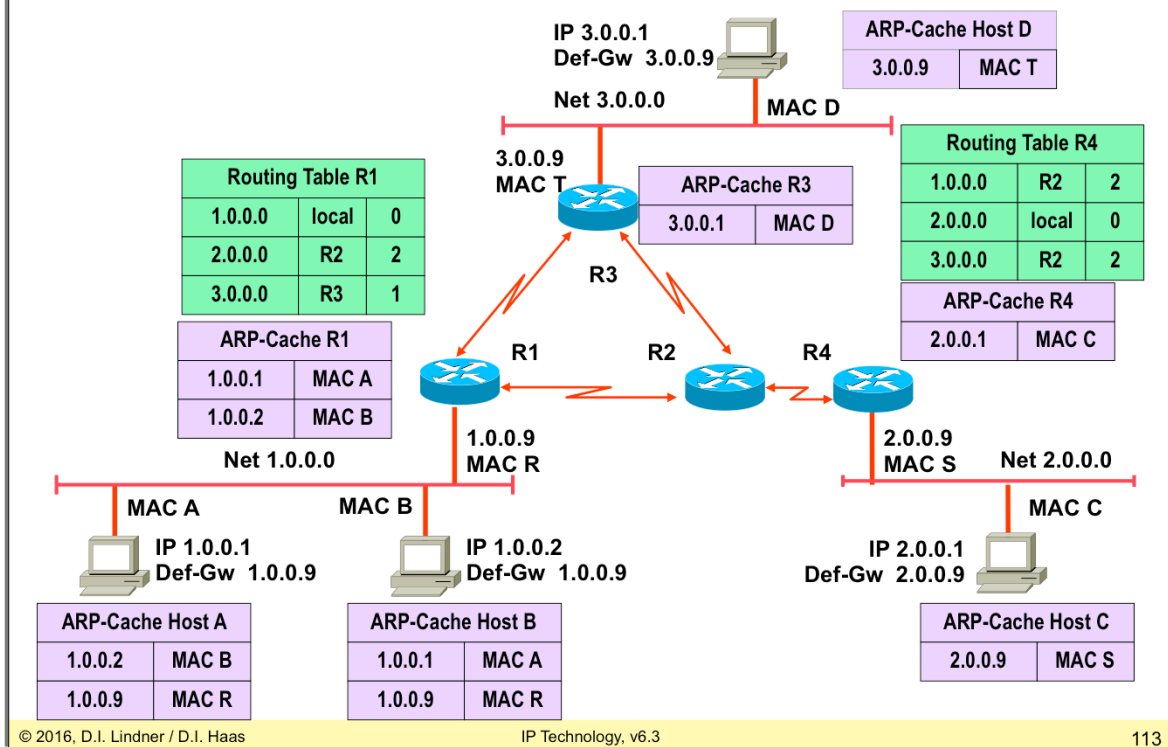 IP 3.0.0.1
Def-Gw 3.0.0.9
ARP-Cache Host D
3.0.0.9 MAC T
Net 3.0.0.0
MAC D
3.0.0.9
MAC T
Routing Table R1
1.0.0.0 local 0
2.0.0.0 R2 2
3.0.0.0 R3 1
ARP-Cache R3
3.0.0.1 MAC D
Routing Table R4
1.0.0.0 R2 2
2.0.0.0 local 0
3.0.0.0 R2 2
R3
ARP-Cache R1
1.0.0.1 MAC A
1.0.0.2 MAC B
ARP-Cache R4
2.0.0.1 MAC C
R1
R2
R4
1.0.0.9
MAC R
Net 1.0.0.0
2.0.0.9
MAC S
Net 2.0.0.0
MAC A
MAC B
MAC C
IP 1.0.0.1
Def-Gw 1.0.0.9
IP 1.0.0.2
Def-Gw 1.0.0.9
IP 2.0.0.1
Def-Gw 2.0.0.9
ARP-Cache Host A
1.0.0.2 MAC B
1.0.0.9 MAC R
ARP-Cache Host B
1.0.0.1 MAC A
1.0.0.9 MAC R
ARP-Cache Host C
2.0.0.9 MAC S
© 2016, D.I. Lindner / D.I. Haas
IP Technology, v6.3
113